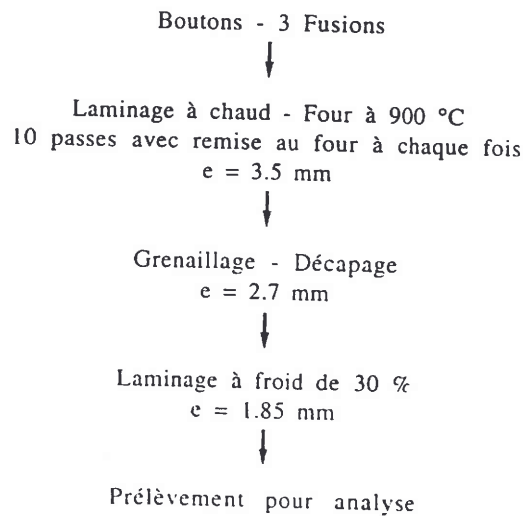 Boutons - 3 Fusions
Laminage à chaud - Four à 900 °C
10 passes avec remise au four à chaque fois
e = 3.5 mm
Grenaillage - Décapage
e = 2.7 mm
Laminage à froid de 30 %
e = 1.85 mm
Prélèvement pour analyse